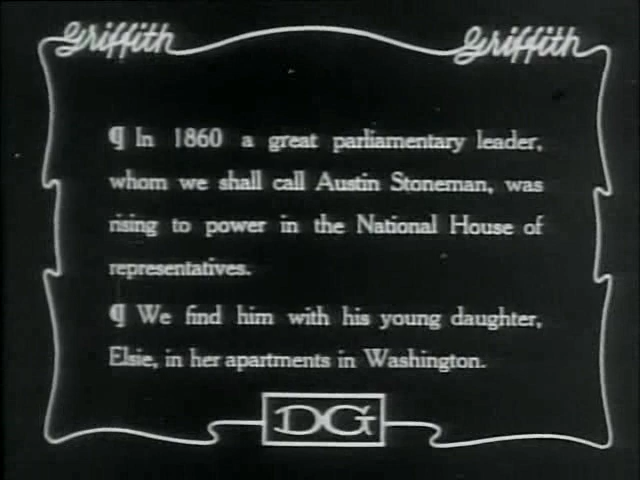 Griffith Griffith
¶ In 1860 a great parliamentary leader,
whom we shall call Austin Stoneman, was
rising to power in the National House of
representatives.
¶ We find him with his young daughter,
Elsie, in her apartments in Washington.
DG